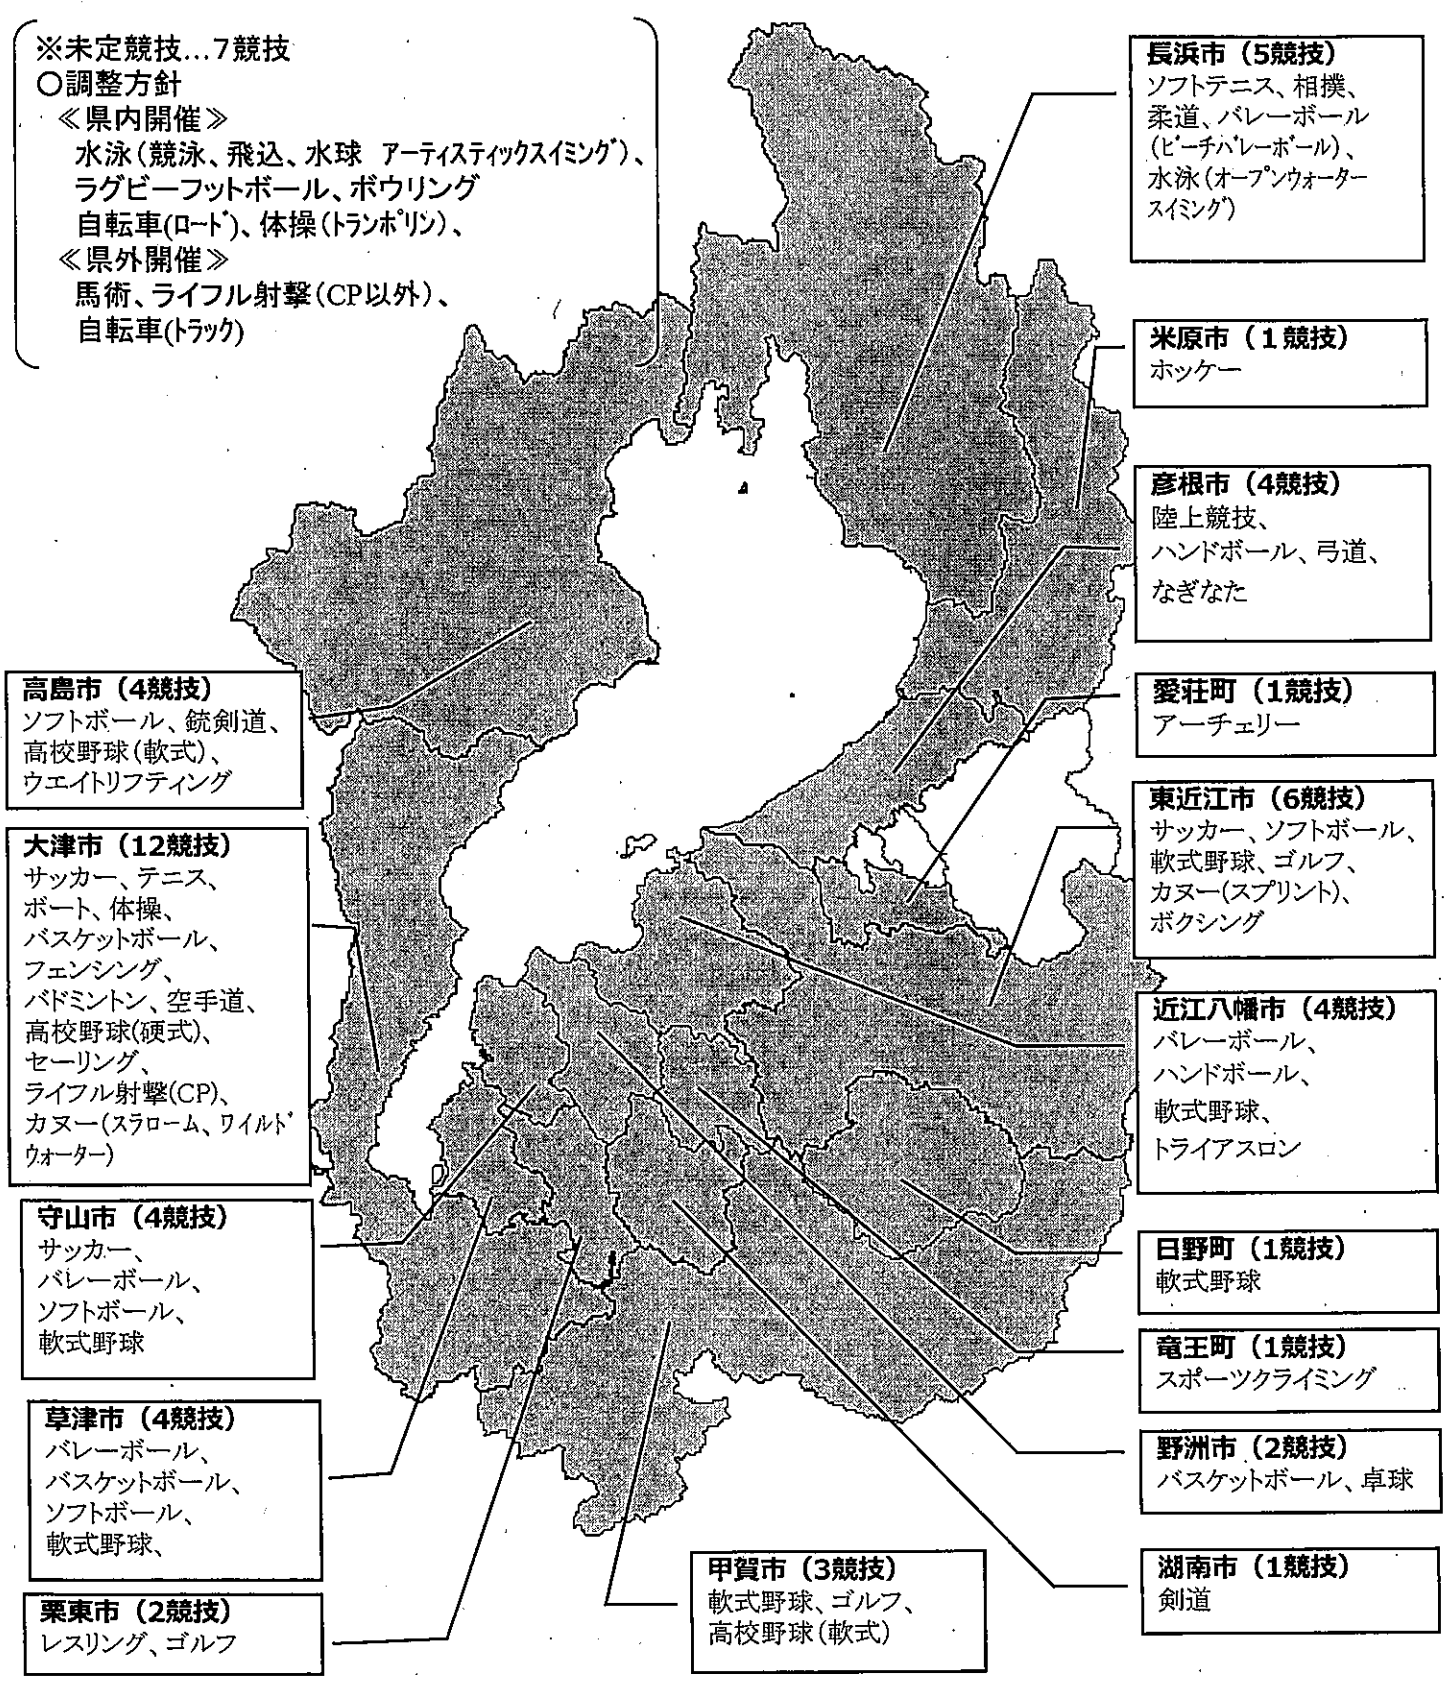 ※未定競技…7競技
○調整方針
≪県内開催≫
水泳(競泳、飛込、水球 アーティスティックスイミング)、
ラグビーフットボール、ボウリング
自転車(ロード)、体操(トランポリン)、
≪県外開催≫
馬術、ライフル射撃(CP以外)、
自転車(トラック)
長浜市(5競技)
ソフトテニス、相撲、
柔道、バレーボール
(ビーチバレーボール)、
水泳(オープンウォーター
スイミング)
米原市(1競技)
ホッケー
彦根市(4競技)
陸上競技、
ハンドボール、弓道、
なぎなた
愛荘町(1競技)
アーチェリー
東近江市(6競技)
サッカー、ソフトボール、
軟式野球、ゴルフ、
カヌー(スプリント)、
ボクシング
近江八幡市(4競技)
バレーボール、
ハンドボール、
軟式野球、
トライアスロン
日野町(1競技)
軟式野球
竜王町(1競技)
スポーツクライミング
野洲市(2競技)
バスケットボール、卓球
湖南市(1競技)
剣道
甲賀市(3競技)
軟式野球、ゴルフ、
高校野球(軟式)
高島市(4競技)
ソフトボール、銃剣道、
高校野球(軟式)、
ウエイトリフティング
大津市(12競技)
サッカー、テニス、
ボート、体操、
バスケットボール、
フェンシング、
バドミントン、空手道、
高校野球(硬式)、
セーリング、
ライフル射撃(CP)、
カヌー(スラローム、ワイルド
ウォーター)
守山市(4競技)
サッカー、
バレーボール、
ソフトボール、
軟式野球
草津市(4競技)
バレーボール、
バスケットボール、
ソフトボール、
軟式野球、
栗東市(2競技)
レスリング、ゴルフ